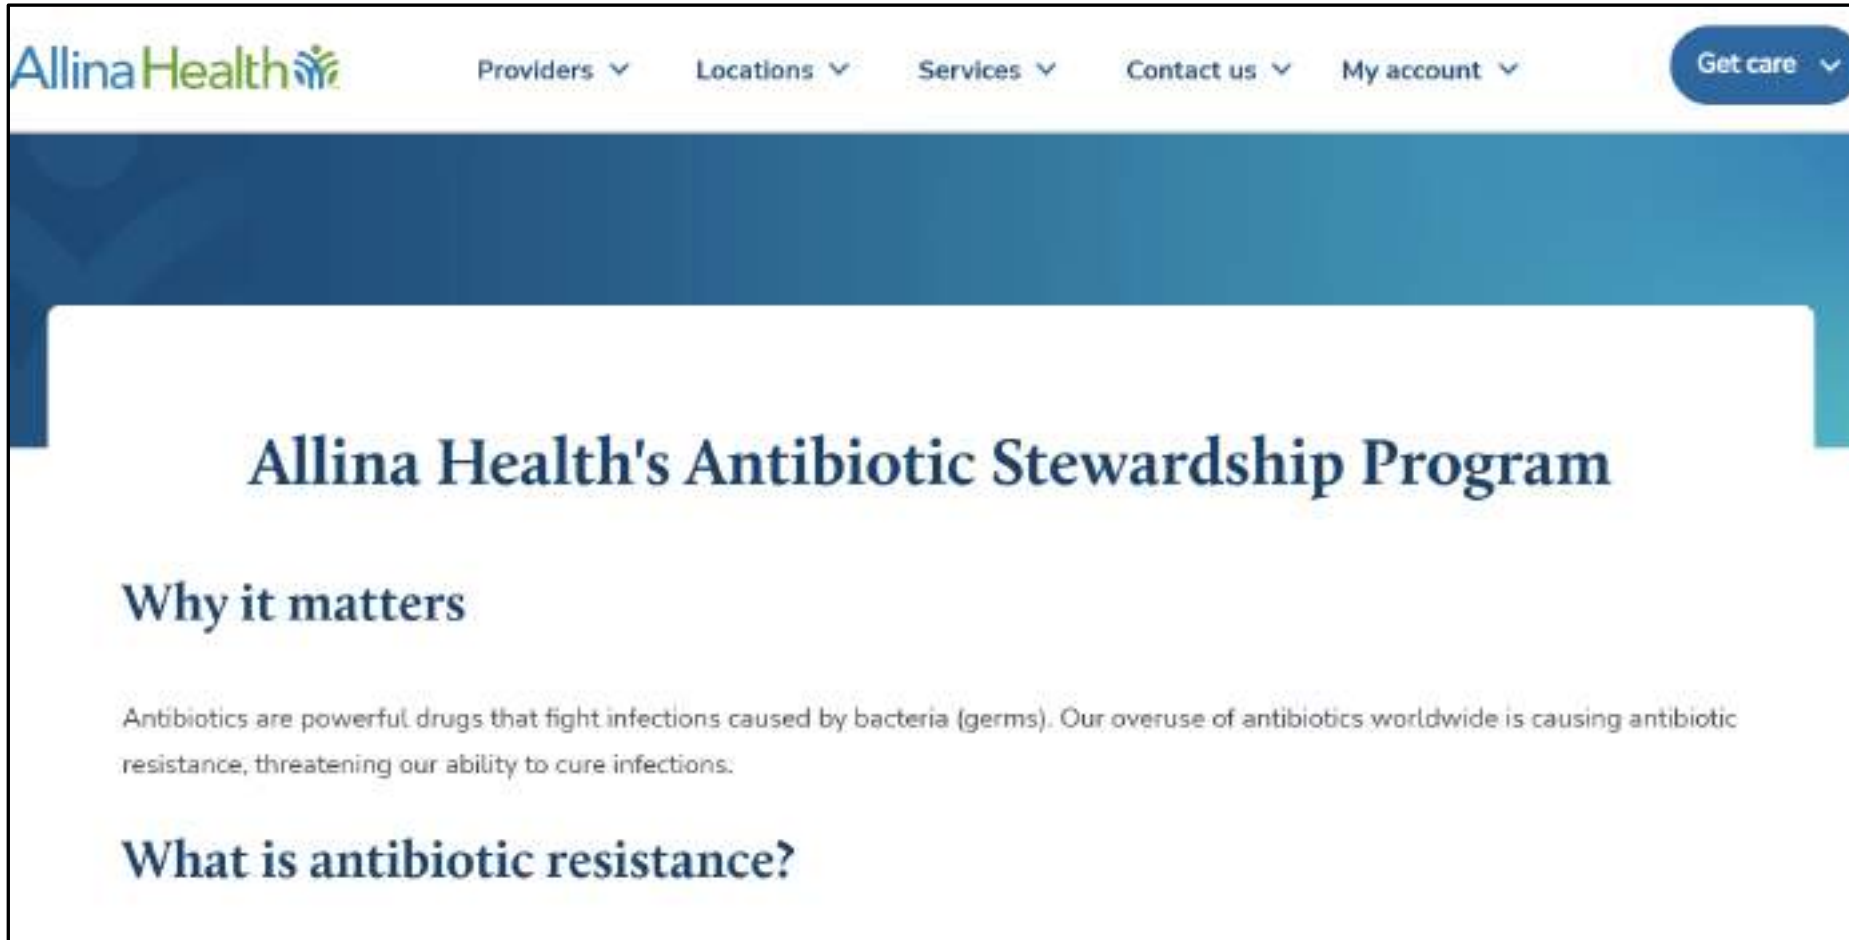 Allina Health
Providers
Locations
Services
Contact us
My account
Get care
Allina Health's Antibiotic Stewardship Program
Why it matters
Antibiotics are powerful drugs that fight infections caused by bacteria (germs). Our overuse of antibiotics worldwide is causing antibiotic
resistance, threatening our ability to cure infections.
What is antibiotic resistance?